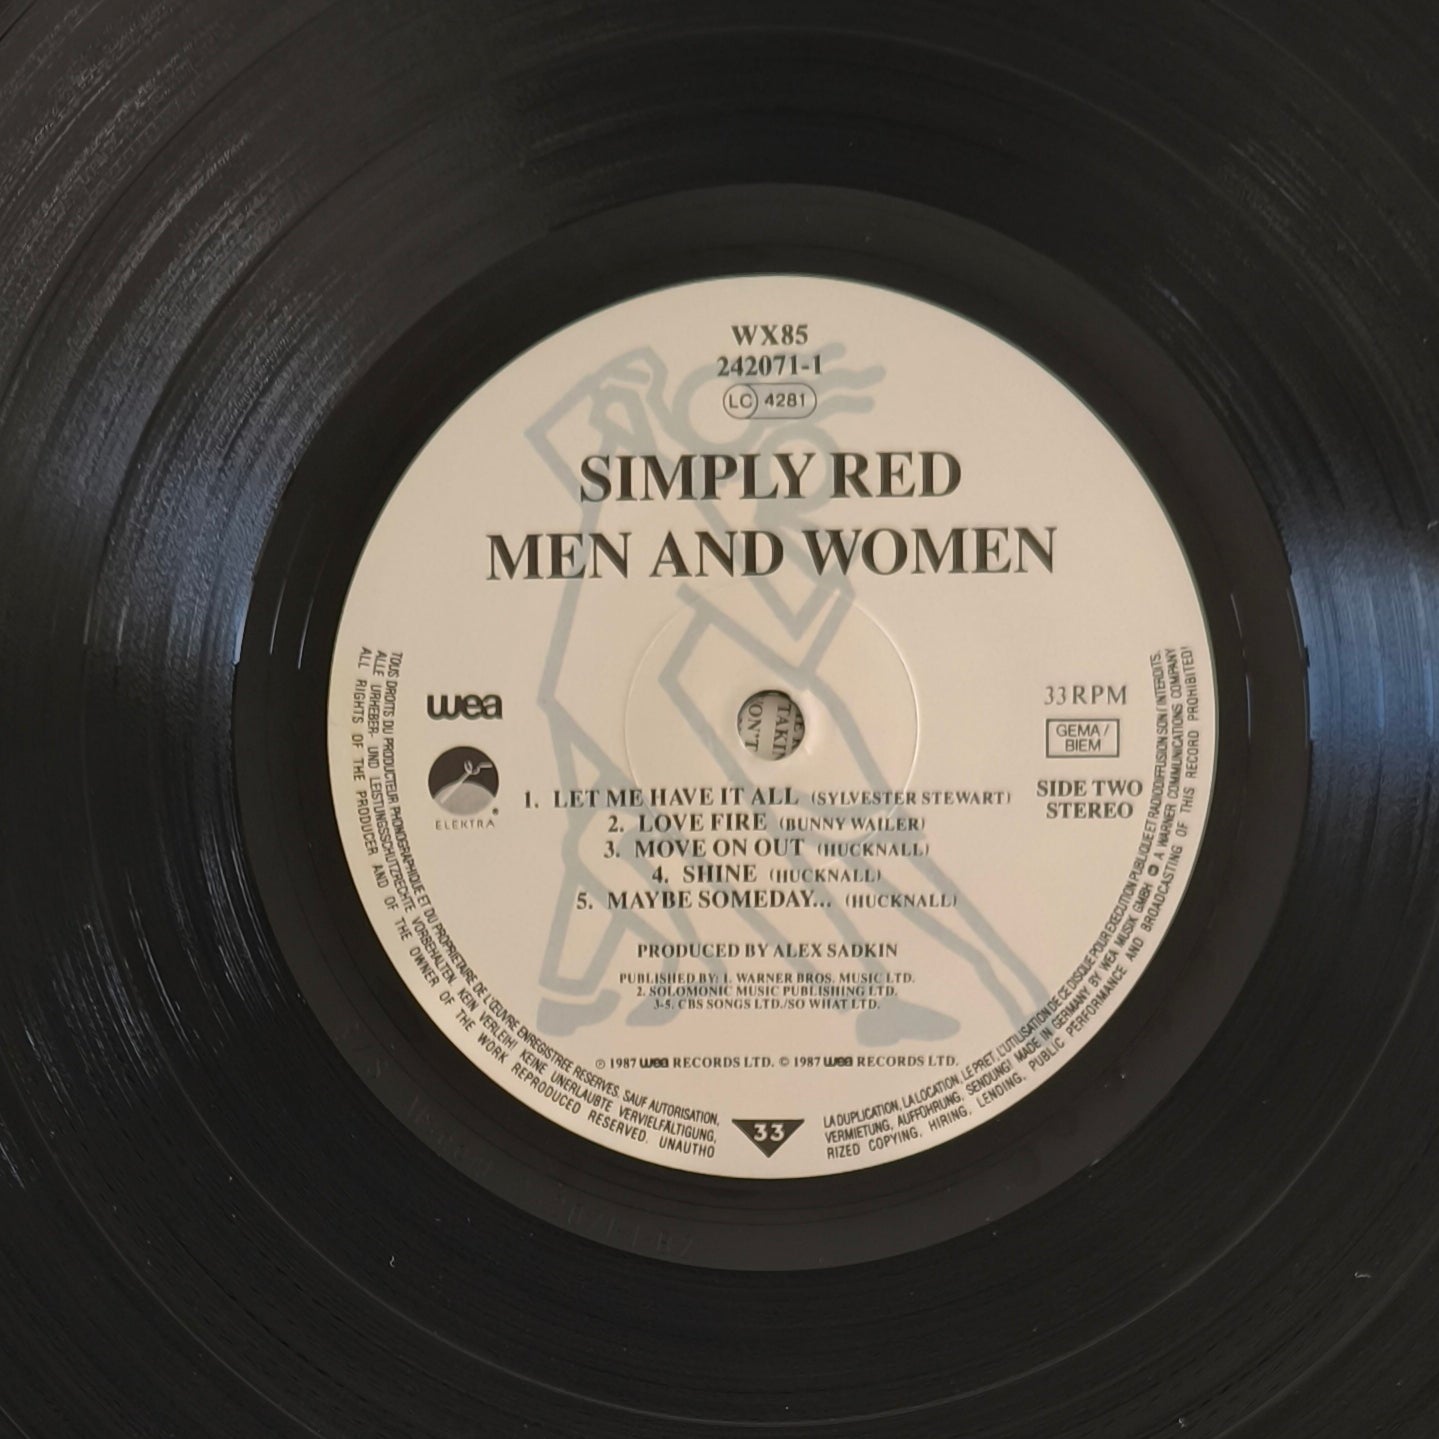 WX85
242071-1
LC 4281
SIMPLY RED
MEN AND WOMEN
wea
ELEKTRA
33 RPM
GEMA/
BIEM
SIDE TWO
STEREO
TAKIN
ON'T
1. LET ME HAVE IT ALL (SYLVESTER STEWART)
2. LOVE FIRE (BUNNY WAILER)
3. MOVE ON OUT (HUCKNALL)
4. SHINE (HUCKNALL)
5. MAYBE SOMEDAY... (HUCKNALL)
PRODUCED BY ALEX SADKIN
PUBLISHED BY: 1. WARNER BROS. MUSIC LTD.
2. SOLOMONIC MUSIC PUBLISHING LTD.
3-5. CBS SONGS LTD./SO WHAT LTD.
℗ 1987 wea RECORDS LTD. © 1987 wea RECORDS LTD.
TOUS DROITS DU PRODUCTEUR PHONOGRAPHIQUE ET DU PROPRIETAIRE DE L'ŒUVRE ENREGISTREE RESERVES. SAUF AUTORISATION,
ALLE URHEBER- UND LEISTUNGSSCHUTZRECHTE VORBEHALTEN. KEIN VERLEIH! KEINE UNERLAUBTE VERVIELFÄLTIGUNG,
ALL RIGHTS OF THE PRODUCER AND OF THE OWNER OF THE WORK REPRODUCED RESERVED. UNAUTHO
33
LA DUPLICATION, LA LOCATION, LE PRET, L'UTILISATION DE CE DISQUE POUR EXECUTION PUBLIQUE ET RADIODIFFUSION SONT INTERDITS.
VERMIETUNG, AUFFÜHRUNG, SENDUNG! MADE IN GERMANY BY WEA MUSIK GMBH A WARNER COMMUNICATIONS COMPANY
RIZED COPYING, HIRING, LENDING, PUBLIC PERFORMANCE AND BROADCASTING OF THIS RECORD PROHIBITED!